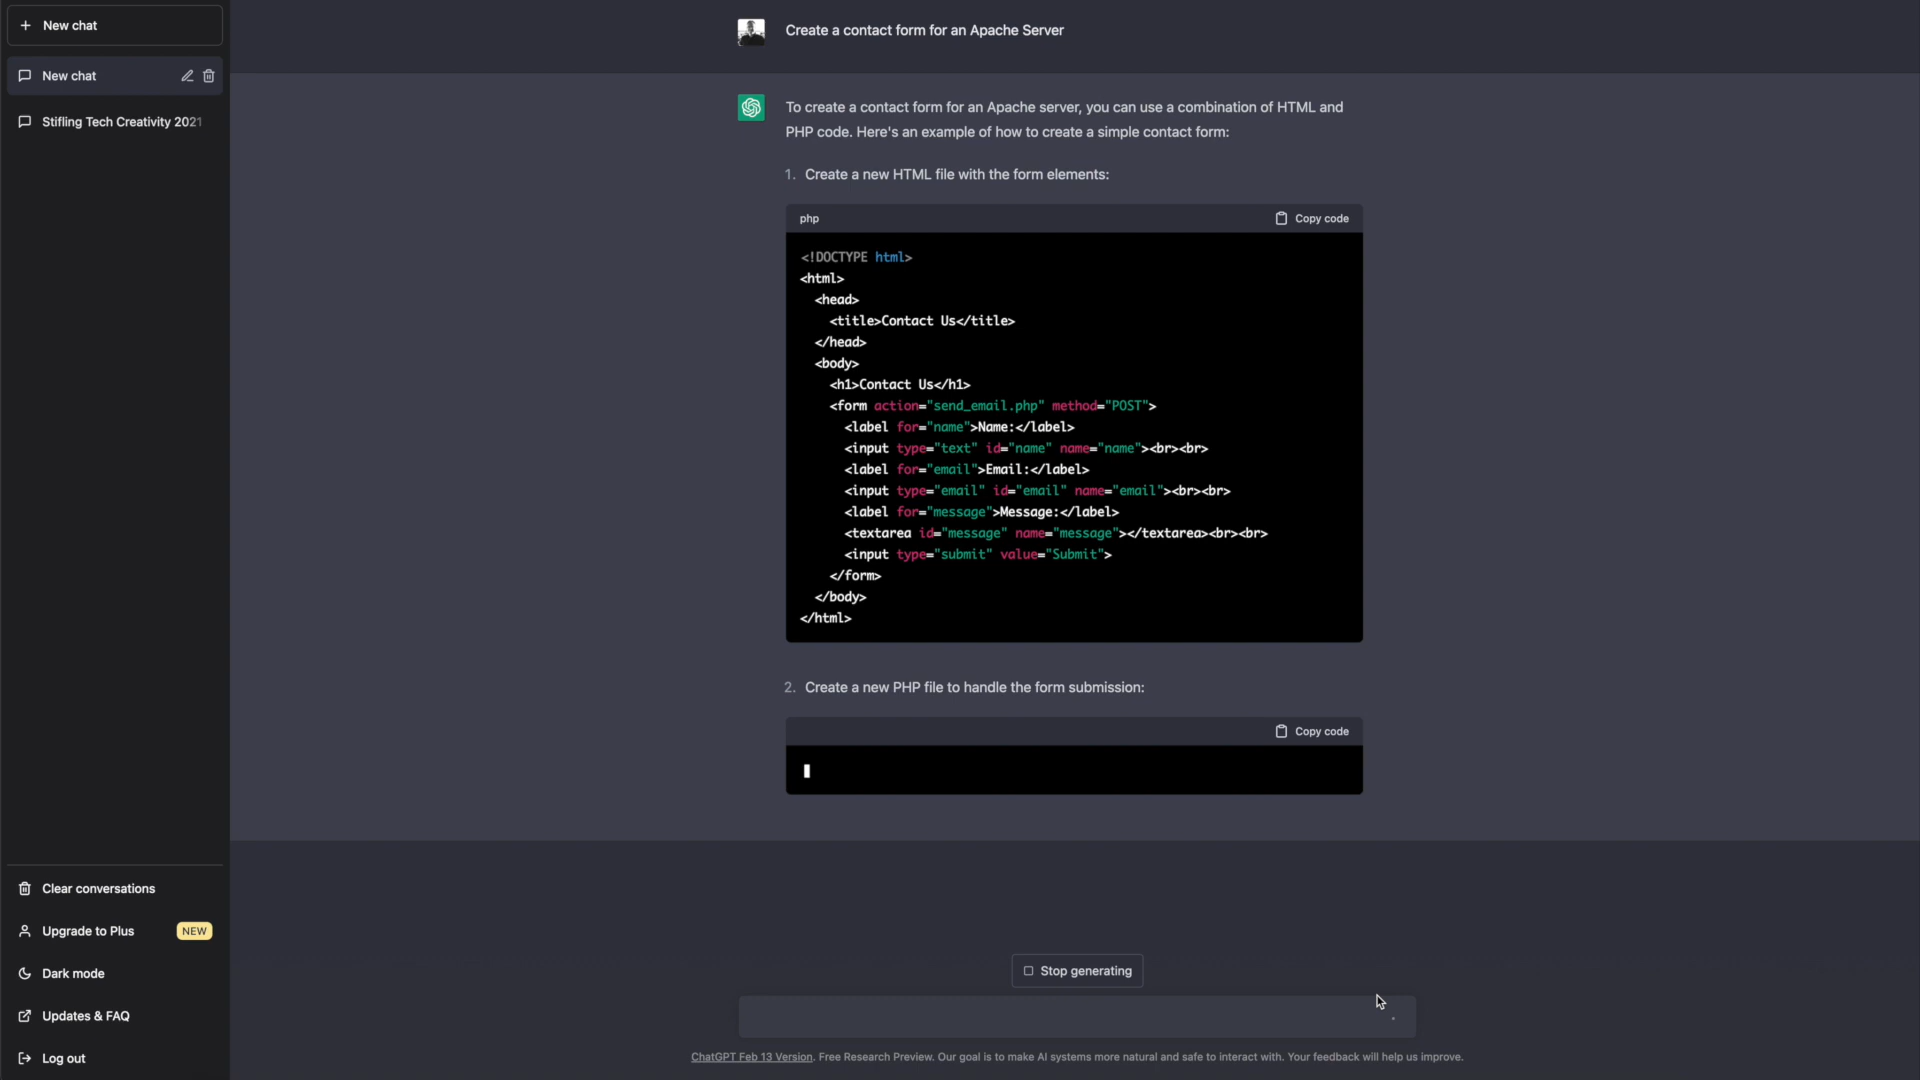 New chat
New chat
Stifling Tech Creativity 2021
Clear conversations
Upgrade to Plus NEW
Dark mode
Updates & FAQ
Log out
Create a contact form for an Apache Server
To create a contact form for an Apache server, you can use a combination of HTML and
PHP code. Here's an example of how to create a simple contact form:
1. Create a new HTML file with the form elements:
php Copy code
<!DOCTYPE html>
<html>
  <head>
    <title>Contact Us</title>
  </head>
  <body>
    <h1>Contact Us</h1>
    <form action="send_email.php" method="POST">
      <label for="name">Name:</label>
      <input type="text" id="name" name="name"><br><br>
      <label for="email">Email:</label>
      <input type="email" id="email" name="email"><br><br>
      <label for="message">Message:</label>
      <textarea id="message" name="message"></textarea><br><br>
      <input type="submit" value="Submit">
    </form>
  </body>
</html>
2. Create a new PHP file to handle the form submission:
Copy code
Stop generating
ChatGPT Feb 13 Version. Free Research Preview. Our goal is to make AI systems more natural and safe to interact with. Your feedback will help us improve.